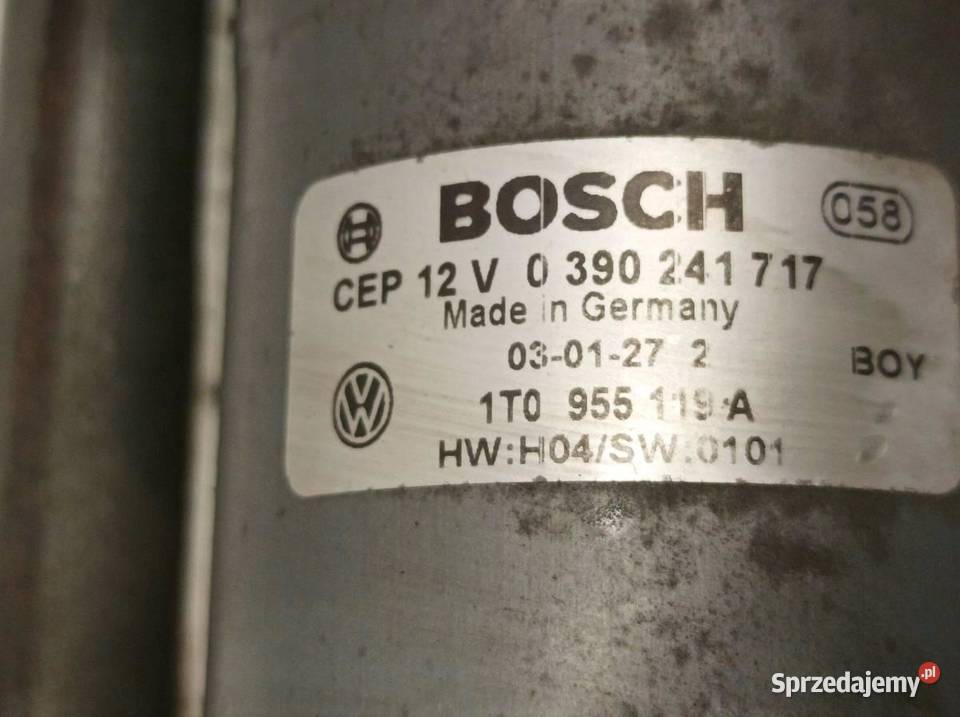 BOSCH 058
CEP 12 V 0 390 241 717
Made in Germany
03-01-27 2 BOY
1T0 955 119 A
HW:H04/SW:0101
Sprzedajemy.pl